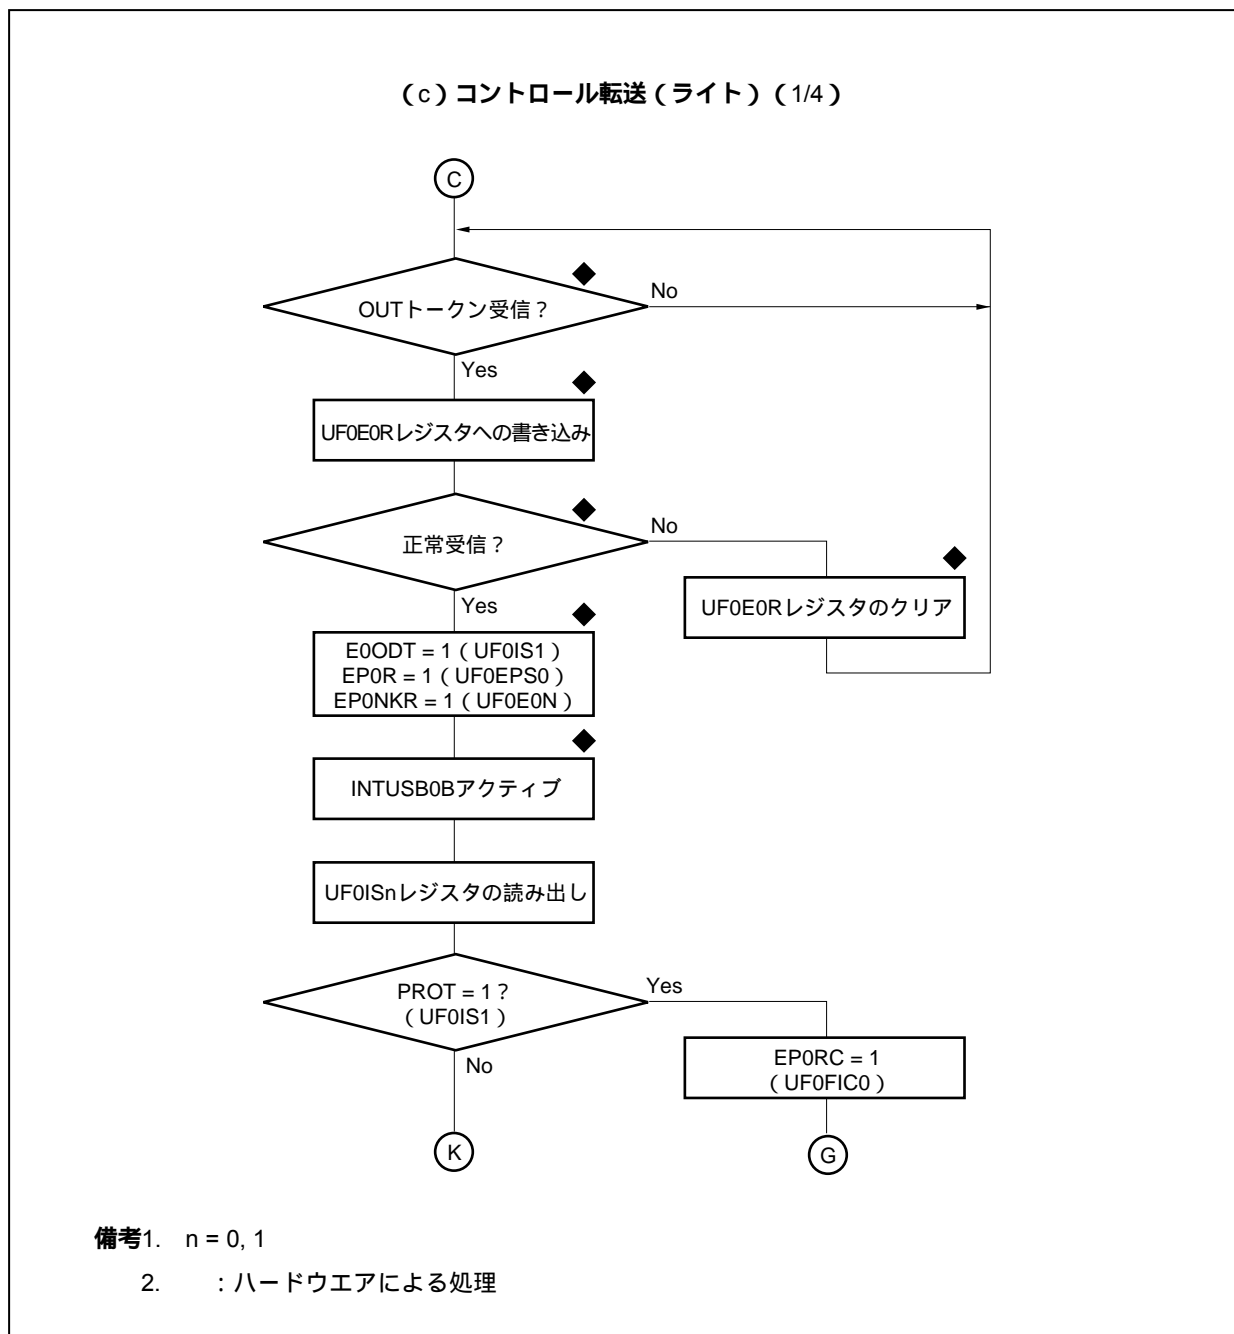 （c）コントロール転送（ライト）（1/4）
C
OUTトークン受信？
No
Yes
UF0E0Rレジスタへの書き込み
正常受信？
No
UF0E0Rレジスタのクリア
Yes
E0ODT = 1（UF0IS1）
EP0R = 1（UF0EPS0）
EP0NKR = 1（UF0E0N）
INTUSB0Bアクティブ
UF0ISnレジスタの読み出し
PROT = 1？
（UF0IS1）
Yes
No
EP0RC = 1
（UF0FIC0）
K
G
備考1. n = 0, 1
2. ：ハードウエアによる処理